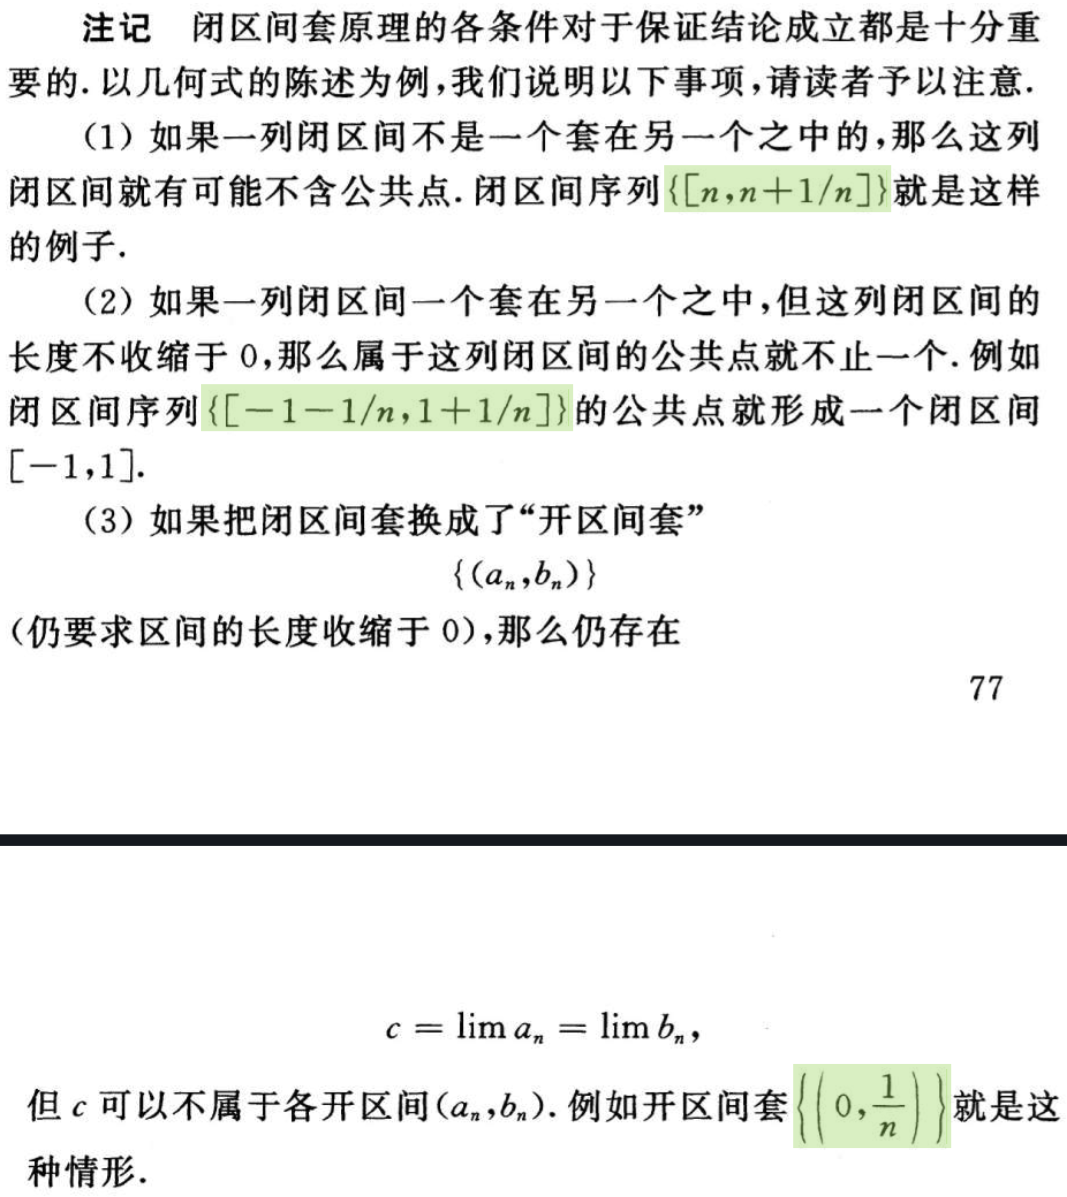 注记 闭区间套原理的各条件对于保证结论成立都是十分重
要的.以几何式的陈述为例,我们说明以下事项,请读者予以注意.
(1) 如果一列闭区间不是一个套在另一个之中的,那么这列
闭区间就有可能不含公共点.闭区间序列{[n,n+1/n]}就是这样
的例子.
(2) 如果一列闭区间一个套在另一个之中,但这列闭区间的
长度不收缩于 0,那么属于这列闭区间的公共点就不止一个.例如
闭区间序列{[-1-1/n,1+1/n]}的公共点就形成一个闭区间
[-1,1].
(3) 如果把闭区间套换成了“开区间套”
{(aₙ,bₙ)}
(仍要求区间的长度收缩于 0),那么仍存在
77
c = lim aₙ = lim bₙ,
但 c 可以不属于各开区间(aₙ,bₙ).例如开区间套{(0,1/n)}就是这
种情形.